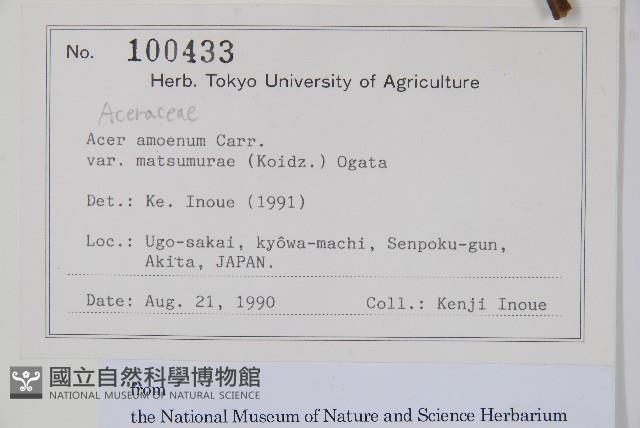 No. 100433
Herb. Tokyo University of Agriculture
Aceraceae
Acer amoenum Carr.
var. matsumurae (Koidz.) Ogata
Det.: Ke. Inoue (1991)
Loc.: Ugo-sakai, kyôwa-machi, Senpoku-gun,
Akita, JAPAN.
Date: Aug. 21, 1990 Coll.: Kenji Inoue
國立自然科學博物館
NATIONAL MUSEUM OF NATURAL SCIENCE
from
the National Museum of Nature and Science Herbarium